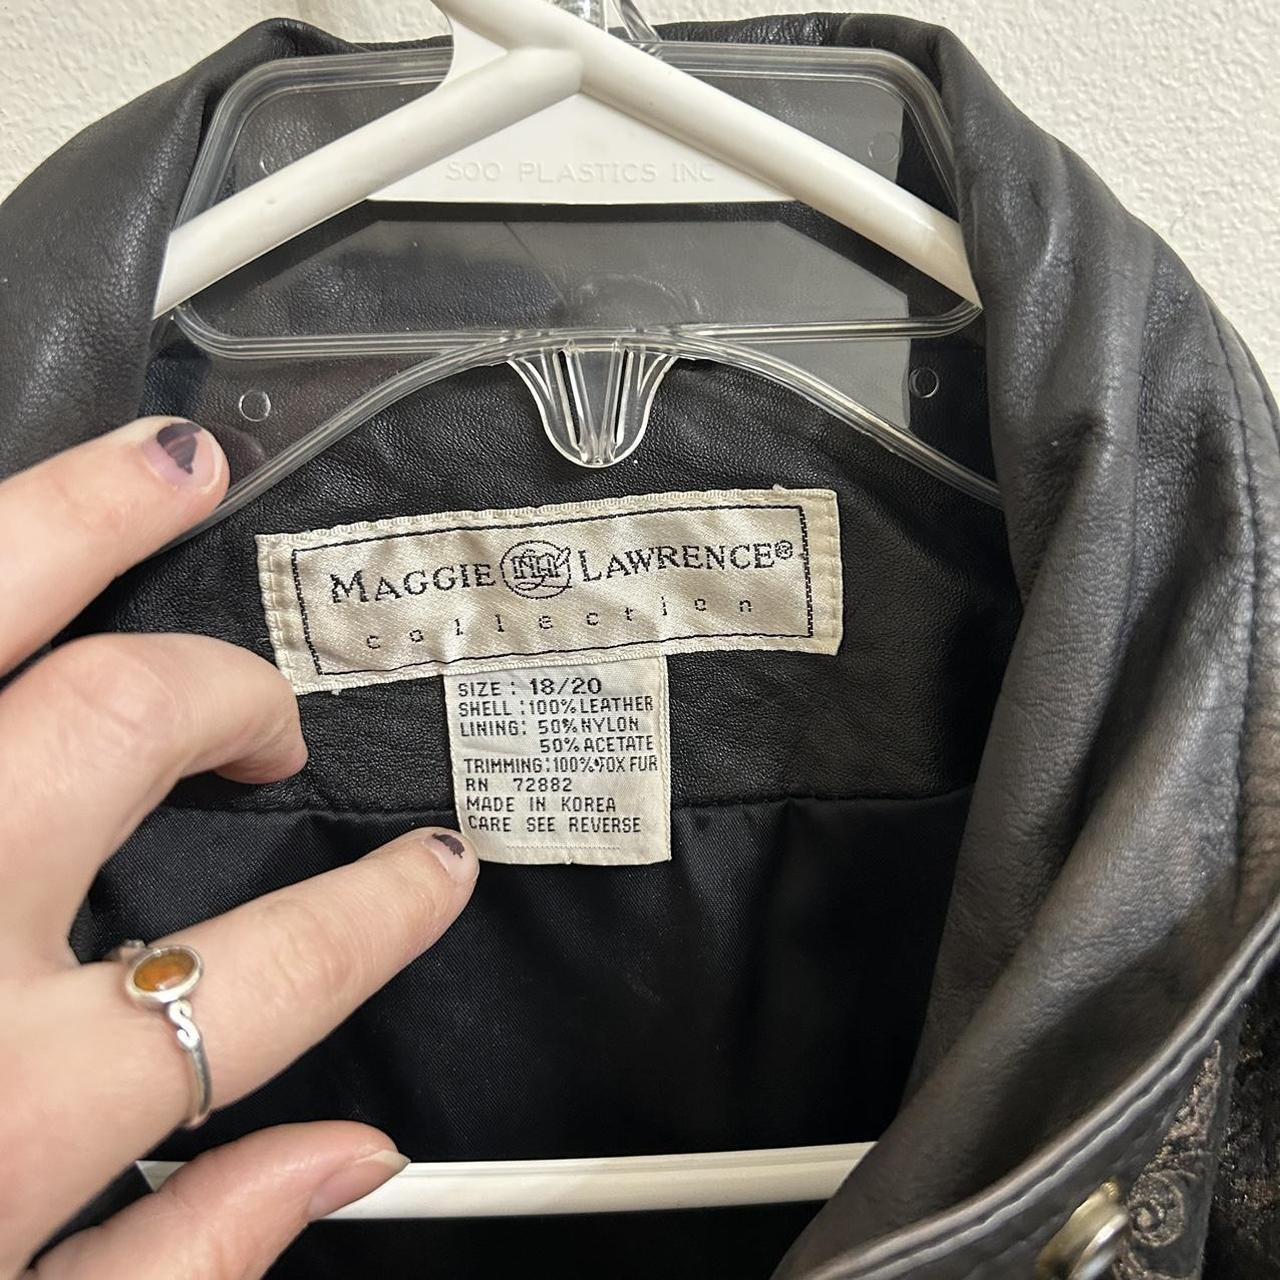 SOO PLASTICS INC
MAGGIE LAWRENCE®
collection
SIZE : 18/20
SHELL :100% LEATHER
LINING: 50% NYLON
50% ACETATE
TRIMMING:100% FOX FUR
RN 72882
MADE IN KOREA
CARE SEE REVERSE